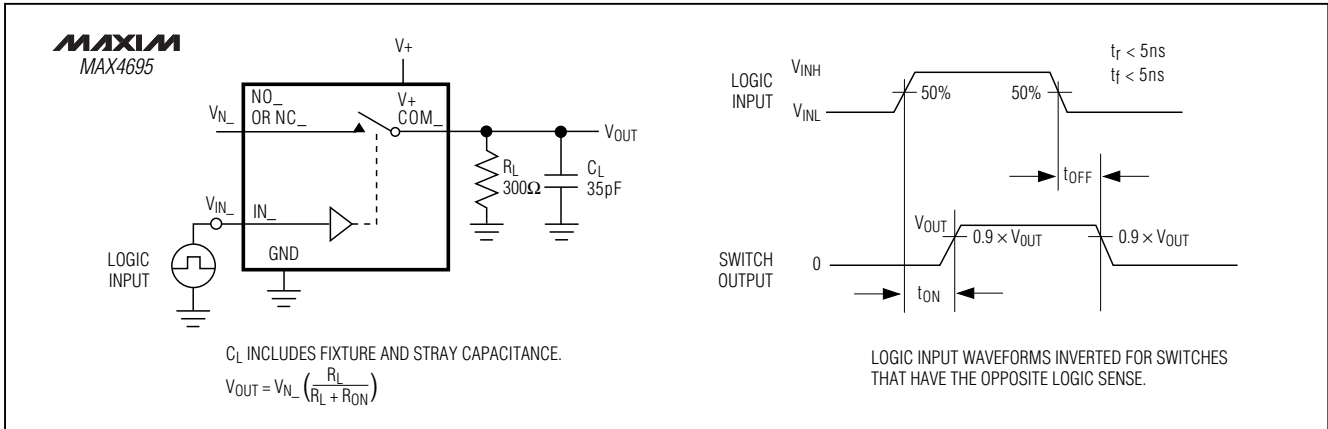 MAXIM
MAX4695
V+
NO_
OR NC_
V+
COM_
V_N_
V_OUT
R_L
300Ω
C_L
35pF
V_IN_
IN_
GND
LOGIC
INPUT
C_L INCLUDES FIXTURE AND STRAY CAPACITANCE.
V_OUT = V_N_ (R_L / (R_L + R_ON))
LOGIC
INPUT
V_INH
V_INL
50%
50%
t_r < 5ns
t_f < 5ns
t_OFF
SWITCH
OUTPUT
V_OUT
0
0.9 × V_OUT
0.9 × V_OUT
t_ON
LOGIC INPUT WAVEFORMS INVERTED FOR SWITCHES
THAT HAVE THE OPPOSITE LOGIC SENSE.